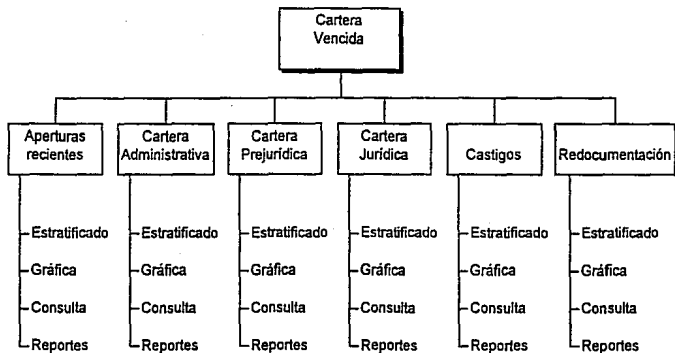 Cartera
Vencida
Aperturas
recientes
Cartera
Administrativa
Cartera
Prejurídica
Cartera
Jurídica
Castigos
Redocumentación
Estratificado
Gráfica
Consulta
Reportes
Estratificado
Gráfica
Consulta
Reportes
Estratificado
Gráfica
Consulta
Reportes
Estratificado
Gráfica
Consulta
Reportes
Estratificado
Gráfica
Consulta
Reportes
Estratificado
Gráfica
Consulta
Reportes